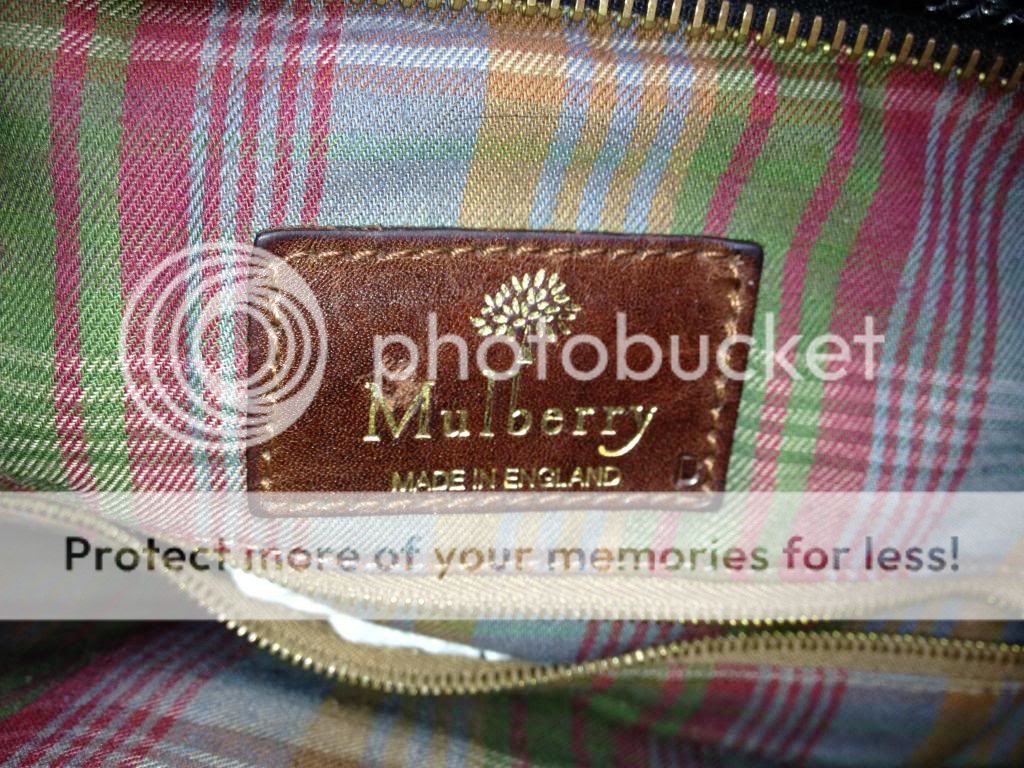 photobucket
Mulberry
MADE IN ENGLAND
D
Protect more of your memories for less!